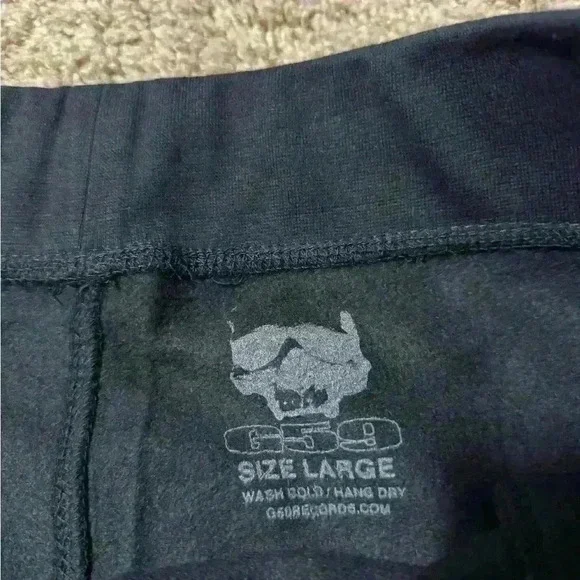 G59
SIZE LARGE
WASH COLD / HANG DRY
G59RECORDS.COM